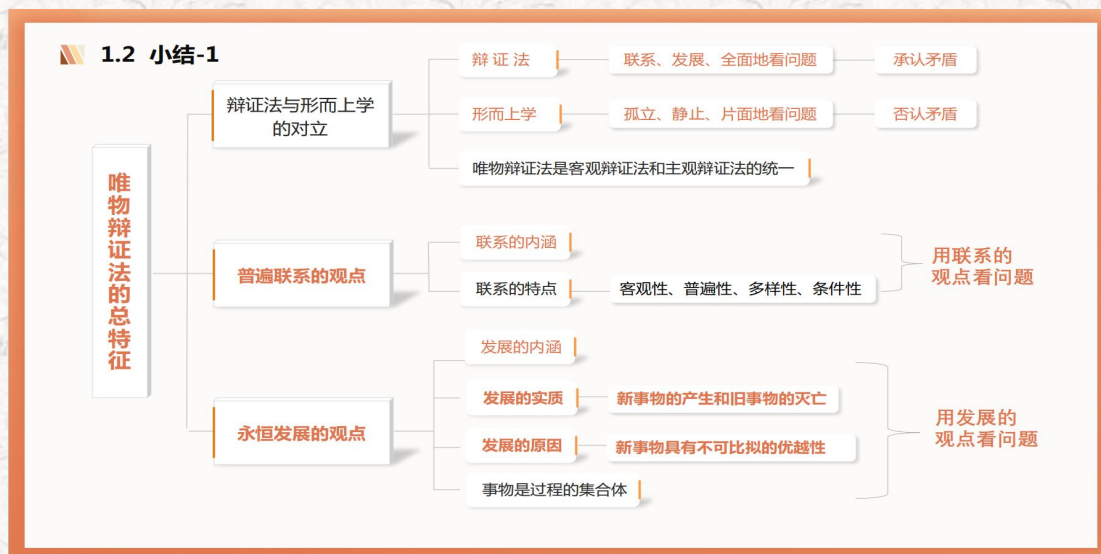 1.2 小结-1
唯物辩证法的总特征
辩证法与形而上学
的对立
辩 证 法
联系、发展、全面地看问题
承认矛盾
形而上学
孤立、静止、片面地看问题
否认矛盾
唯物辩证法是客观辩证法和主观辩证法的统一
普遍联系的观点
联系的内涵
联系的特点
客观性、普遍性、多样性、条件性
用联系的
观点看问题
永恒发展的观点
发展的内涵
发展的实质
新事物的产生和旧事物的灭亡
发展的原因
新事物具有不可比拟的优越性
事物是过程的集合体
用发展的
观点看问题